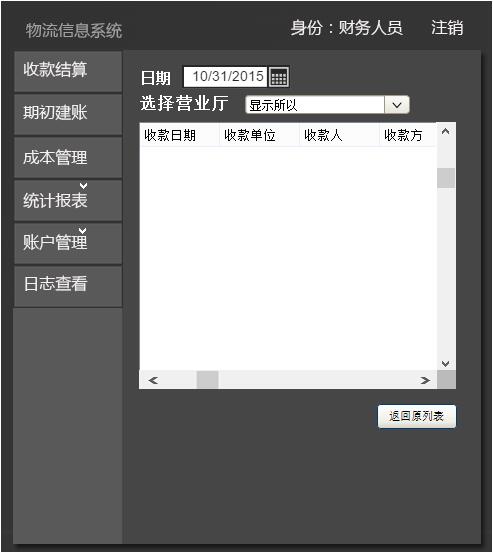 物流信息系统 身份：财务人员 注销
收款结算
期初建账
成本管理
统计报表
账户管理
日志查看
日期 10/31/2015
选择营业厅 显示所以
收款日期 收款单位 收款人 收款方
返回原列表